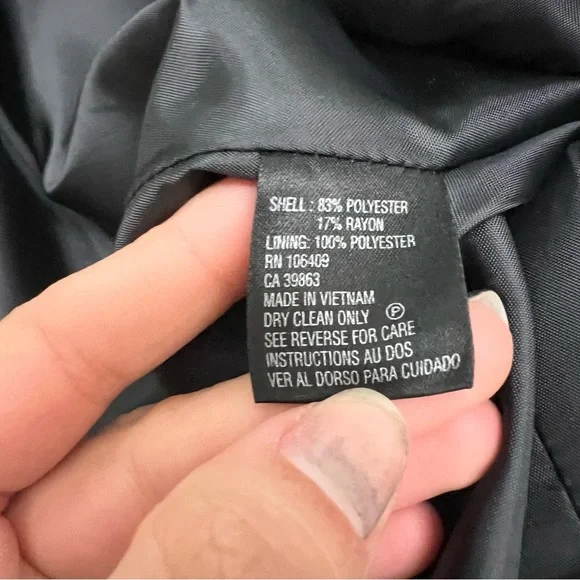 SHELL : 83% POLYESTER
17% RAYON
LINING: 100% POLYESTER
RN 106409
CA 39863
MADE IN VIETNAM
DRY CLEAN ONLY Ⓟ
SEE REVERSE FOR CARE
INSTRUCTIONS AU DOS
VER AL DORSO PARA CUIDADO